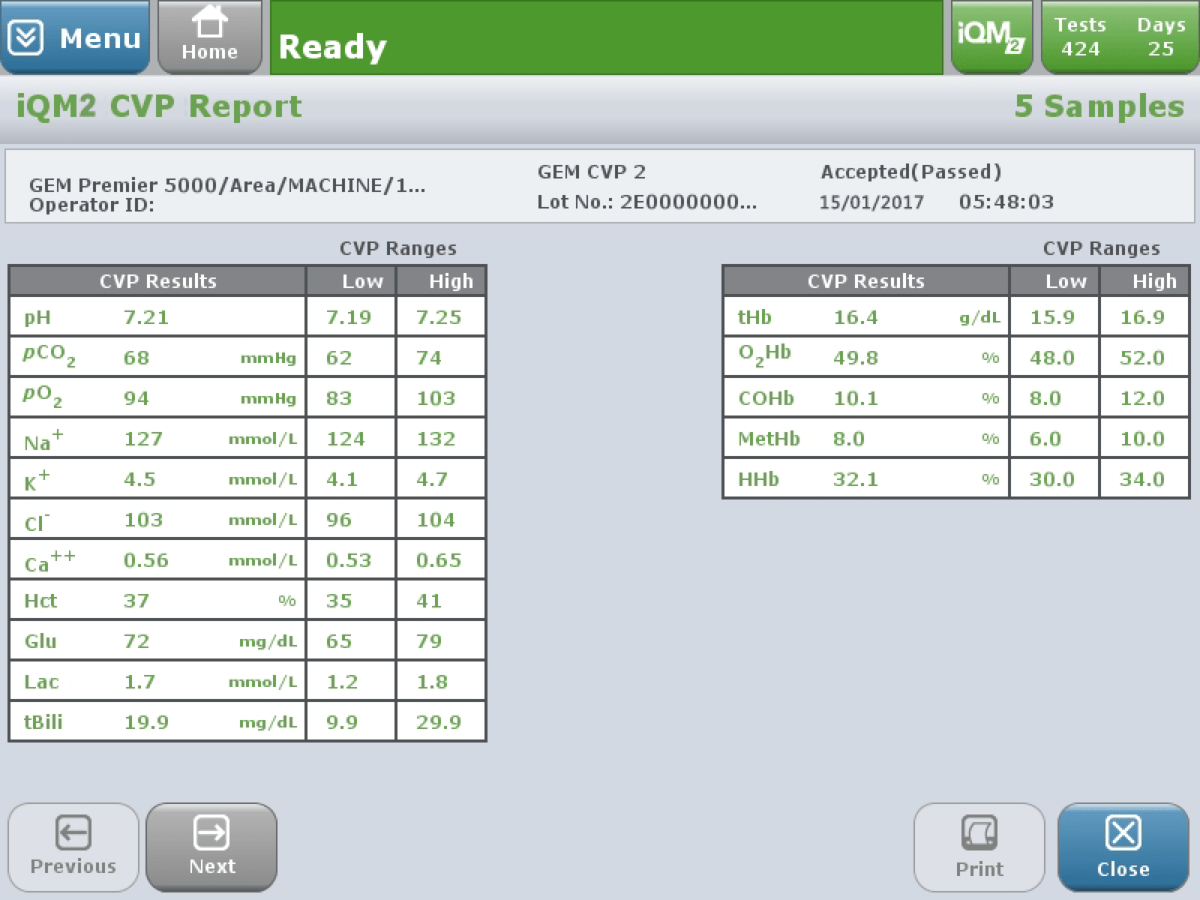 Menu Home Ready iQM2 Tests Days
424 25
iQM2 CVP Report 5 Samples
GEM Premier 5000/Area/MACHINE/1... GEM CVP 2 Accepted(Passed)
Operator ID: Lot No.: 2E0000000... 15/01/2017 05:48:03
CVP Ranges
CVP Results Low High
pH 7.21 7.19 7.25
pCO2 68 mmHg 62 74
pO2 94 mmHg 83 103
Na+ 127 mmol/L 124 132
K+ 4.5 mmol/L 4.1 4.7
Cl- 103 mmol/L 96 104
Ca++ 0.56 mmol/L 0.53 0.65
Hct 37 % 35 41
Glu 72 mg/dL 65 79
Lac 1.7 mmol/L 1.2 1.8
tBili 19.9 mg/dL 9.9 29.9
CVP Ranges
CVP Results Low High
tHb 16.4 g/dL 15.9 16.9
O2Hb 49.8 % 48.0 52.0
COHb 10.1 % 8.0 12.0
MetHb 8.0 % 6.0 10.0
HHb 32.1 % 30.0 34.0
Previous Next Print Close